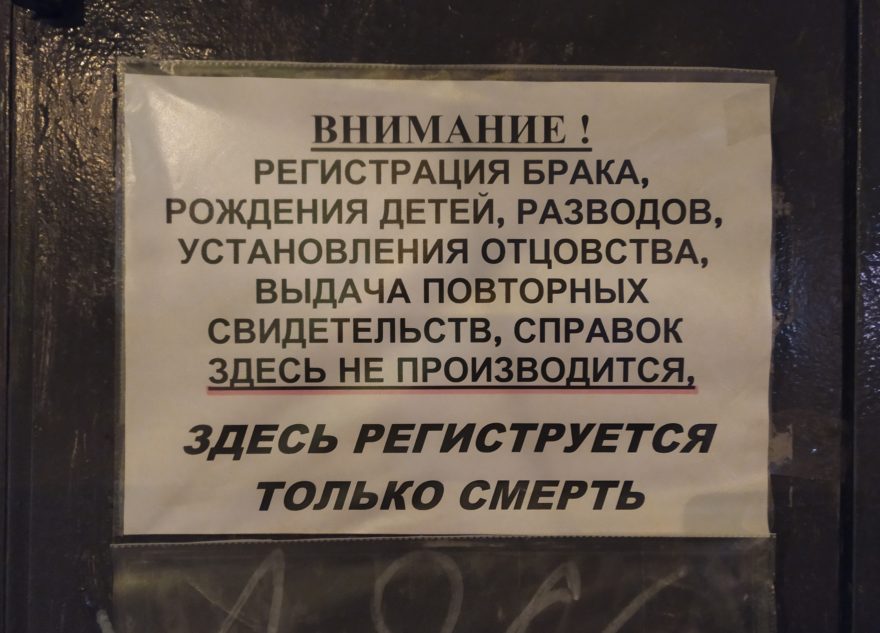 ВНИМАНИЕ !
РЕГИСТРАЦИЯ БРАКА,
РОЖДЕНИЯ ДЕТЕЙ, РАЗВОДОВ,
УСТАНОВЛЕНИЯ ОТЦОВСТВА,
ВЫДАЧА ПОВТОРНЫХ
СВИДЕТЕЛЬСТВ, СПРАВОК
ЗДЕСЬ НЕ ПРОИЗВОДИТСЯ,
ЗДЕСЬ РЕГИСТРУЕТСЯ
ТОЛЬКО СМЕРТЬ